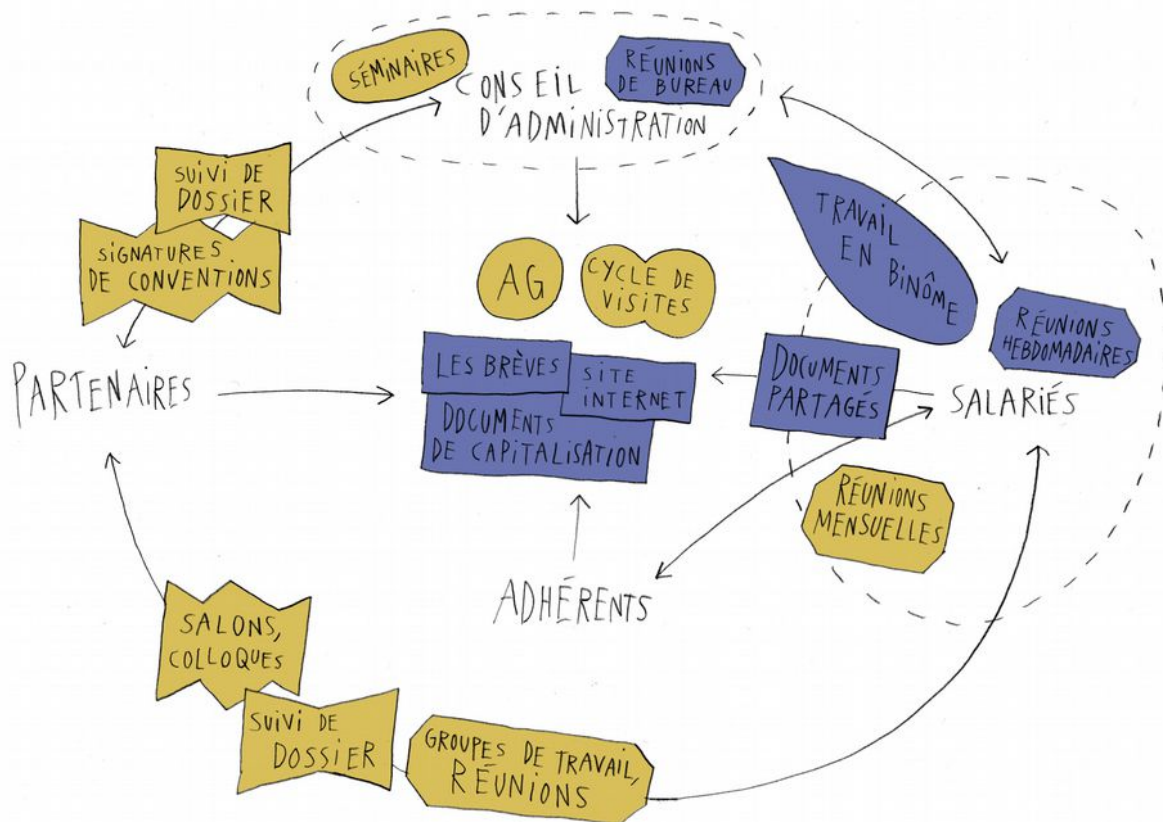 SÉMINAIRES
CONSEIL
D'ADMINISTRATION
RÉUNIONS
DE BUREAU
SUIVI DE
DOSSIER
SIGNATURES
DE CONVENTIONS
TRAVAIL
EN BINÔME
AG
CYCLE DE
VISITES
RÉUNIONS
HEBDOMADAIRES
PARTENAIRES
LES BRÈVES
SITE
INTERNET
DOCUMENTS
DE CAPITALISATION
DOCUMENTS
PARTAGÉS
SALARIÉS
RÉUNIONS
MENSUELLES
ADHÉRENTS
SALONS,
COLLOQUES
SUIVI DE
DOSSIER
GROUPES DE TRAVAIL,
RÉUNIONS